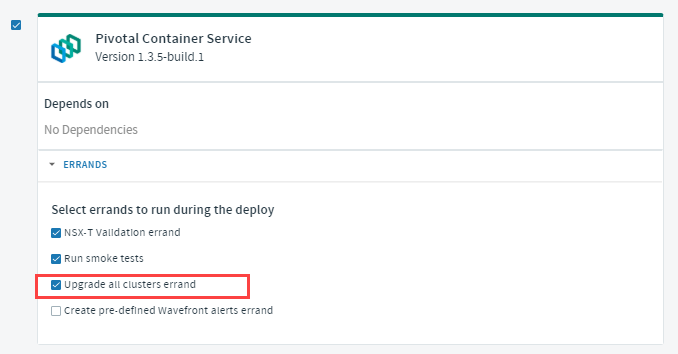 Pivotal Container Service
Version 1.3.5-build.1
Depends on
No Dependencies
ERRANDS
Select errands to run during the deploy
NSX-T Validation errand
Run smoke tests
Upgrade all clusters errand
Create pre-defined Wavefront alerts errand